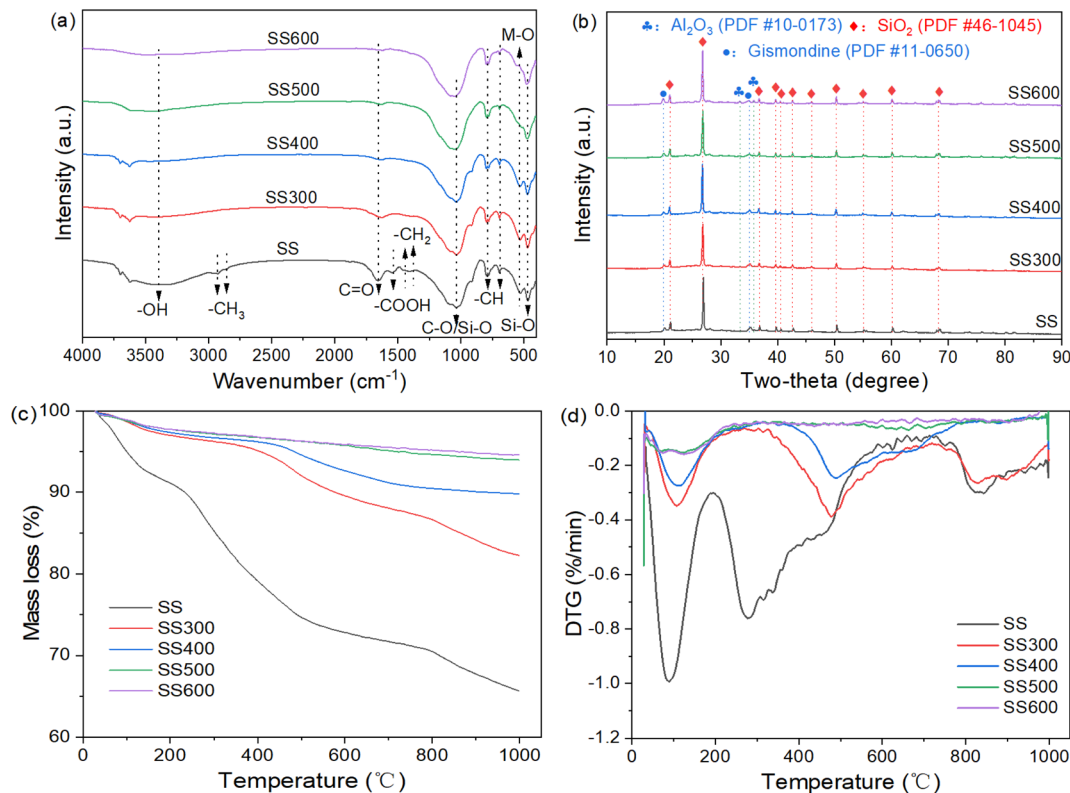 (a)
M-O
SS600
SS500
SS400
SS300
SS
-CH2
C=O
-COOH
-CH
-OH
-CH3
C-O/Si-O
Si-O
Intensity (a.u.)
4000 3500 3000 2500 2000 1500 1000 500
Wavenumber (cm-1)
(b)
♣: Al2O3 (PDF #10-0173) ♦: SiO2 (PDF #46-1045)
●: Gismondine (PDF #11-0650)
SS600
SS500
SS400
SS300
SS
Intensity (a.u.)
10 20 30 40 50 60 70 80 90
Two-theta (degree)
(c)
100
90
80
70
60
Mass loss (%)
SS
SS300
SS400
SS500
SS600
0 200 400 600 800 1000
Temperature (℃)
(d)
0.0
-0.2
-0.4
-0.6
-0.8
-1.0
-1.2
DTG (%/min)
SS
SS300
SS400
SS500
SS600
0 200 400 600 800 1000
Temperature (℃)